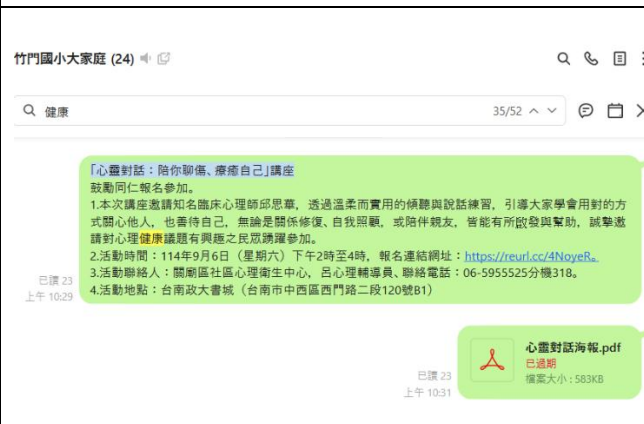 竹門國小大家庭 (24)
健康
35/52
「心靈對話：陪你聊傷、療癒自己」講座
鼓勵同仁報名參加。
1.本次講座邀請知名臨床心理師邱思華，透過溫柔而實用的傾聽與說話練習，引導大家學會用對的方
式關心他人，也善待自己，無論是關係修復、自我照顧，或陪伴親友，皆能有所啟發與幫助，誠摯邀
請對心理健康議題有興趣之民眾踴躍參加。
2.活動時間：114年9月6日（星期六）下午2時至4時，報名連結網址：https://reurl.cc/4NoyeR。
3.活動聯絡人：關廟區社區心理衛生中心，呂心理輔導員、聯絡電話：06-5955525分機318。
4.活動地點：台南政大書城（台南市中西區西門路二段120號B1）
已讀 23
上午 10:29
心靈對話海報.pdf
已過期
檔案大小：583KB
已讀 23
上午 10:31